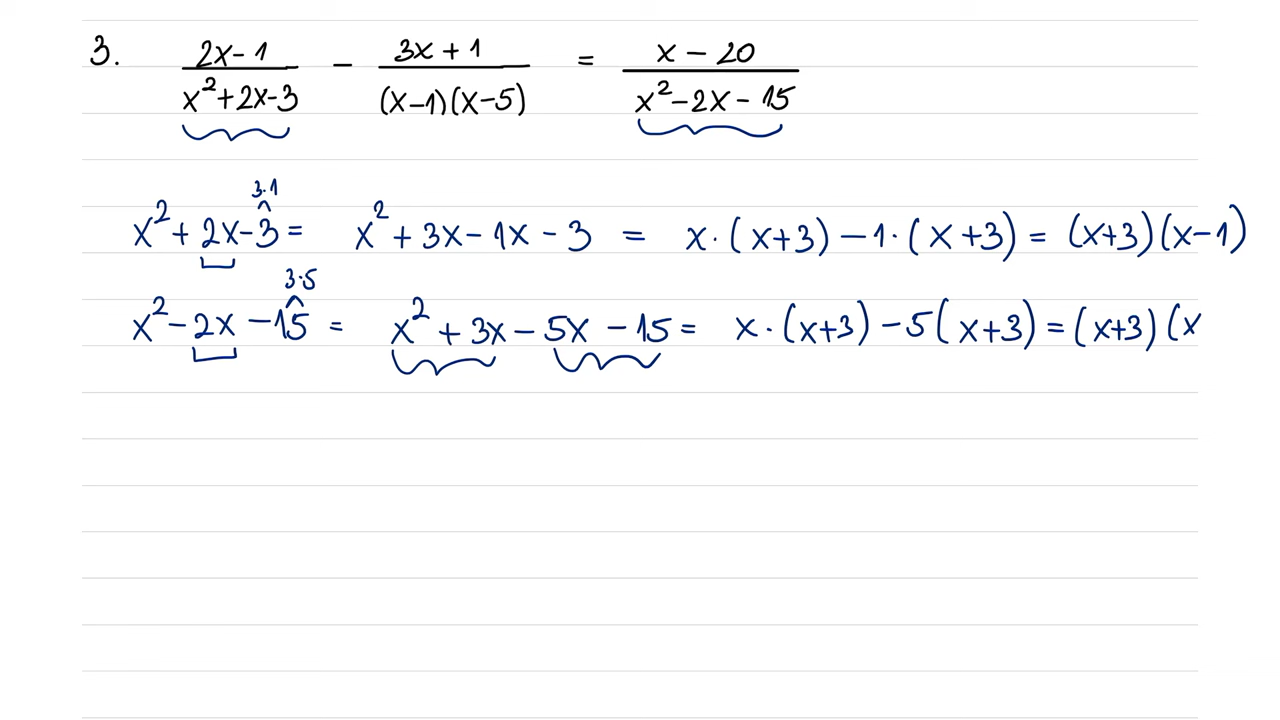 3. (2x-1)/(x²+2x-3) - (3x+1)/((x-1)(x-5)) = (x-20)/(x²-2x-15)
3·1
x²+2x-3 = x²+3x-1x-3 = x·(x+3)-1·(x+3) = (x+3)(x-1)
3·5
x²-2x-15 = x²+3x-5x-15 = x·(x+3)-5(x+3) = (x+3)(x